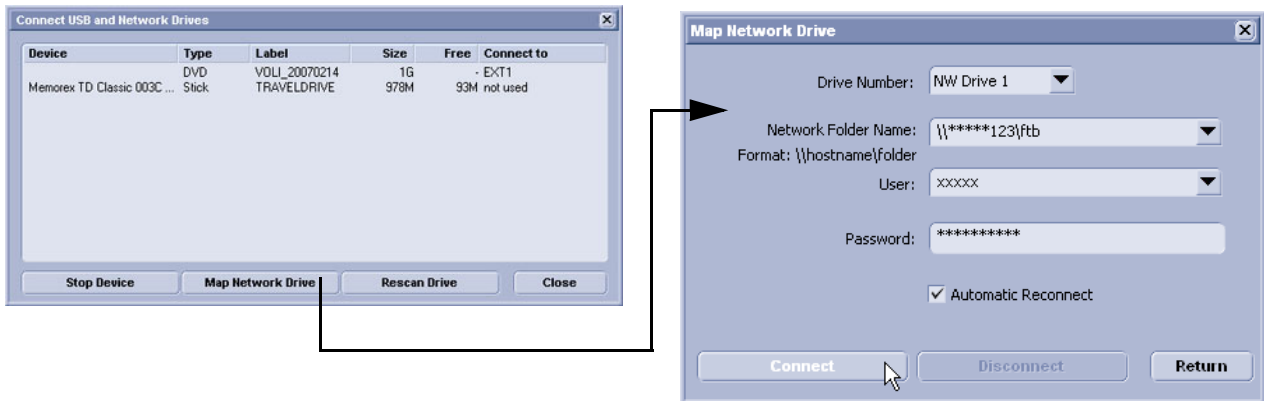 Connect USB and Network Drives
Device Type Label Size Free Connect to
DVD VOLI_20070214 1G - EXT1
Memorex TD Classic 003C ... Stick TRAVELDRIVE 978M 93M not used
Stop Device Map Network Drive Rescan Drive Close
Map Network Drive
Drive Number: NW Drive 1
Network Folder Name: \\*****123\ftb
Format: \\hostname\folder
User: xxxxx
Password: **********
Automatic Reconnect
Connect Disconnect Return